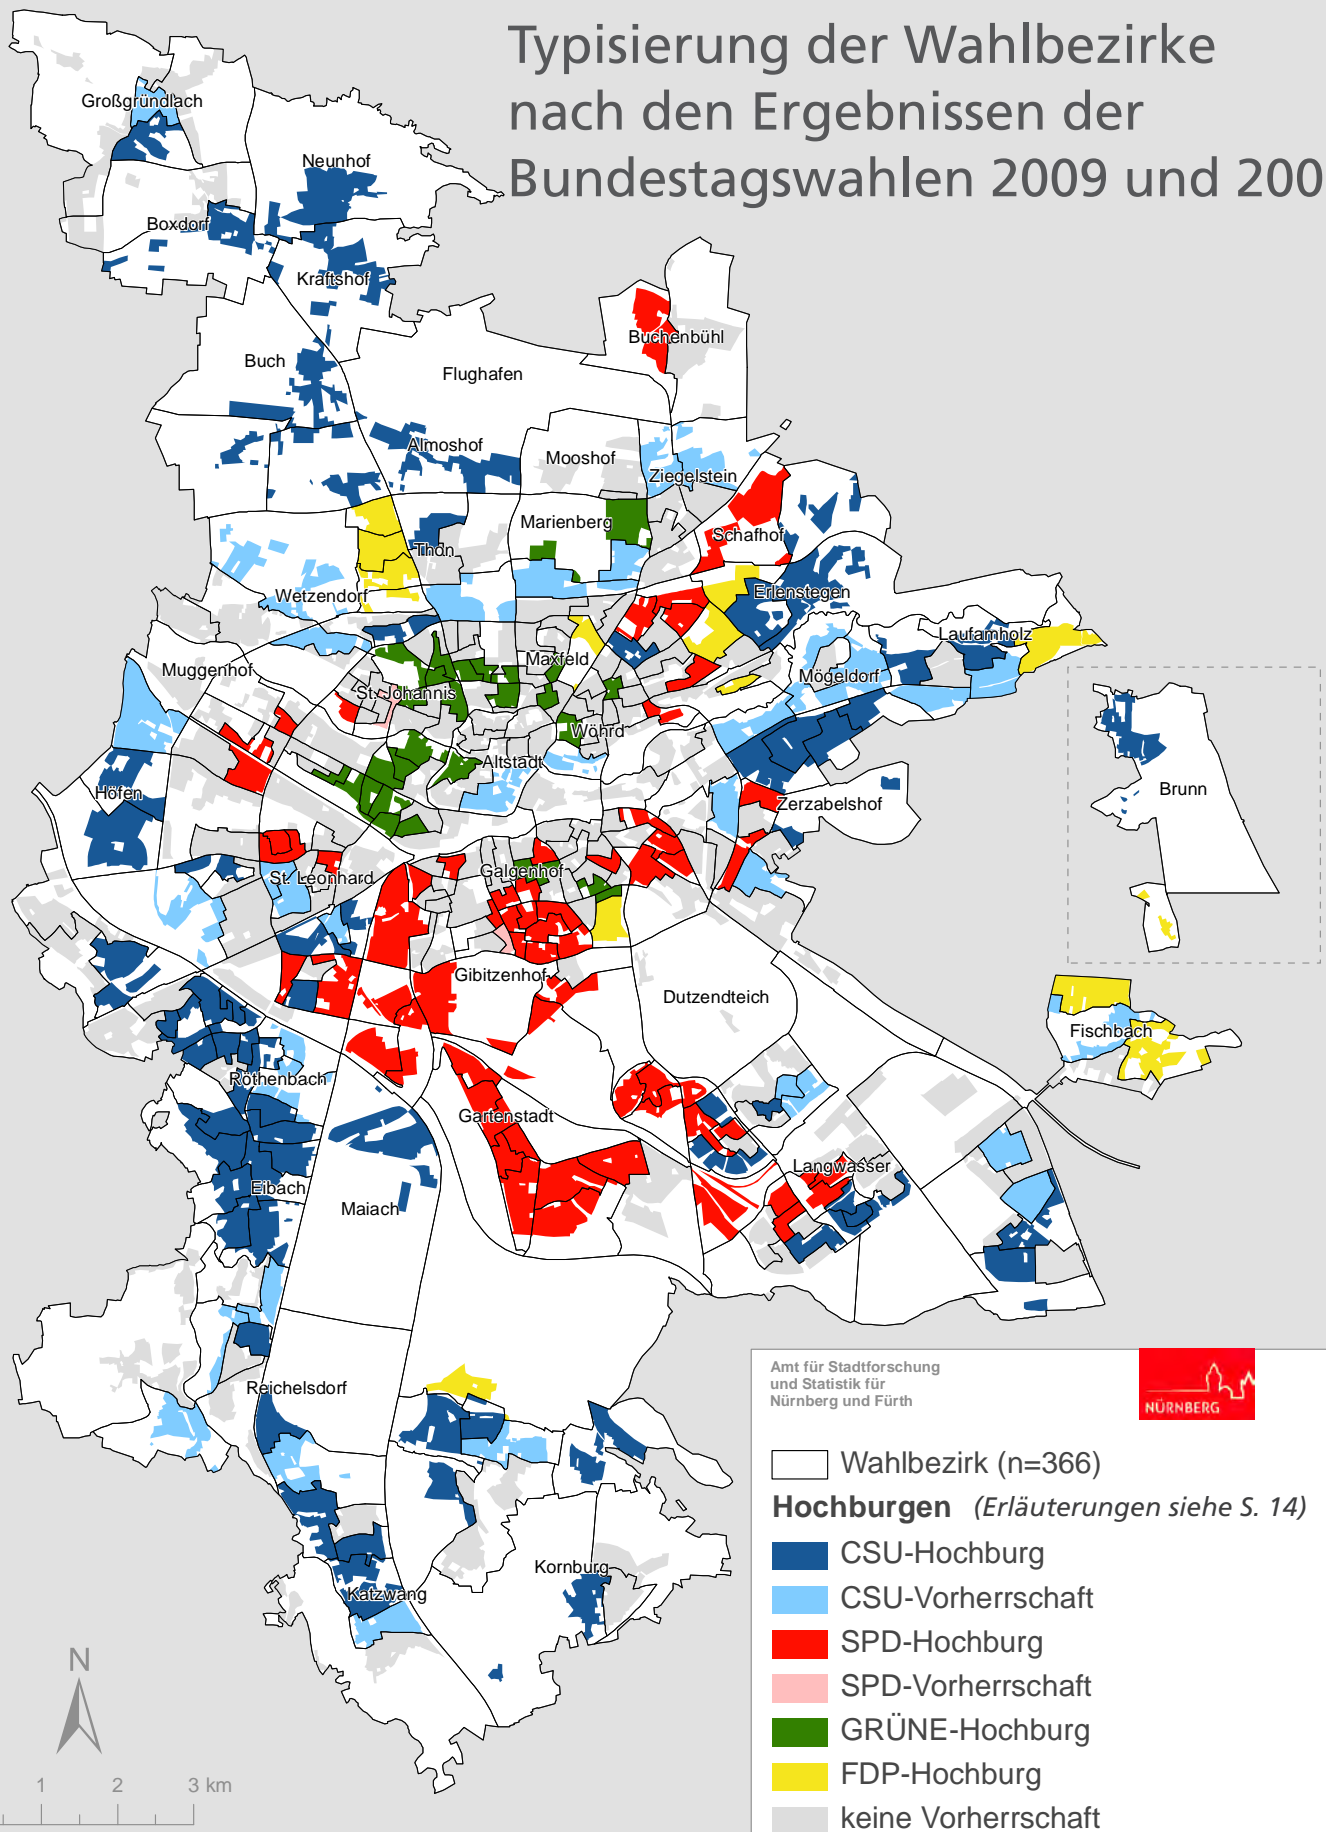 Typisierung der Wahlbezirke
nach den Ergebnissen der
Bundestagswahlen 2009 und 200
Großgründlach
Neunhof
Boxdorf
Kraftshof
Buchenbühl
Buch
Flughafen
Almoshof
Mooshof
Ziegelstein
Marienberg
Schafhof
Thon
Wetzendorf
Erlenstegen
Laufamholz
Maxfeld
Muggenhof
Mögeldorf
St. Johannis
Wöhrd
Altstadt
Höfen
Zerzabelshof
Brunn
St. Leonhard
Galgenhof
Gibitzenhof
Dutzendteich
Fischbach
Röthenbach
Gartenstadt
Langwasser
Eibach
Maiach
Reichelsdorf
Kornburg
Katzwang
Amt für Stadtforschung
und Statistik für
Nürnberg und Fürth
NÜRNBERG
Wahlbezirk (n=366)
Hochburgen (Erläuterungen siehe S. 14)
CSU-Hochburg
CSU-Vorherrschaft
SPD-Hochburg
SPD-Vorherrschaft
GRÜNE-Hochburg
FDP-Hochburg
keine Vorherrschaft
N
1 2 3 km